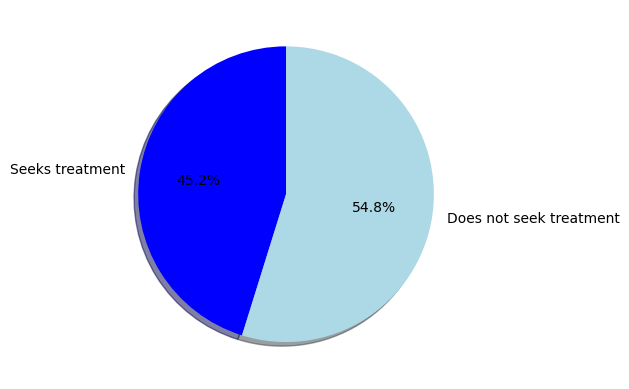 Seeks treatment
45.2%
54.8%
Does not seek treatment